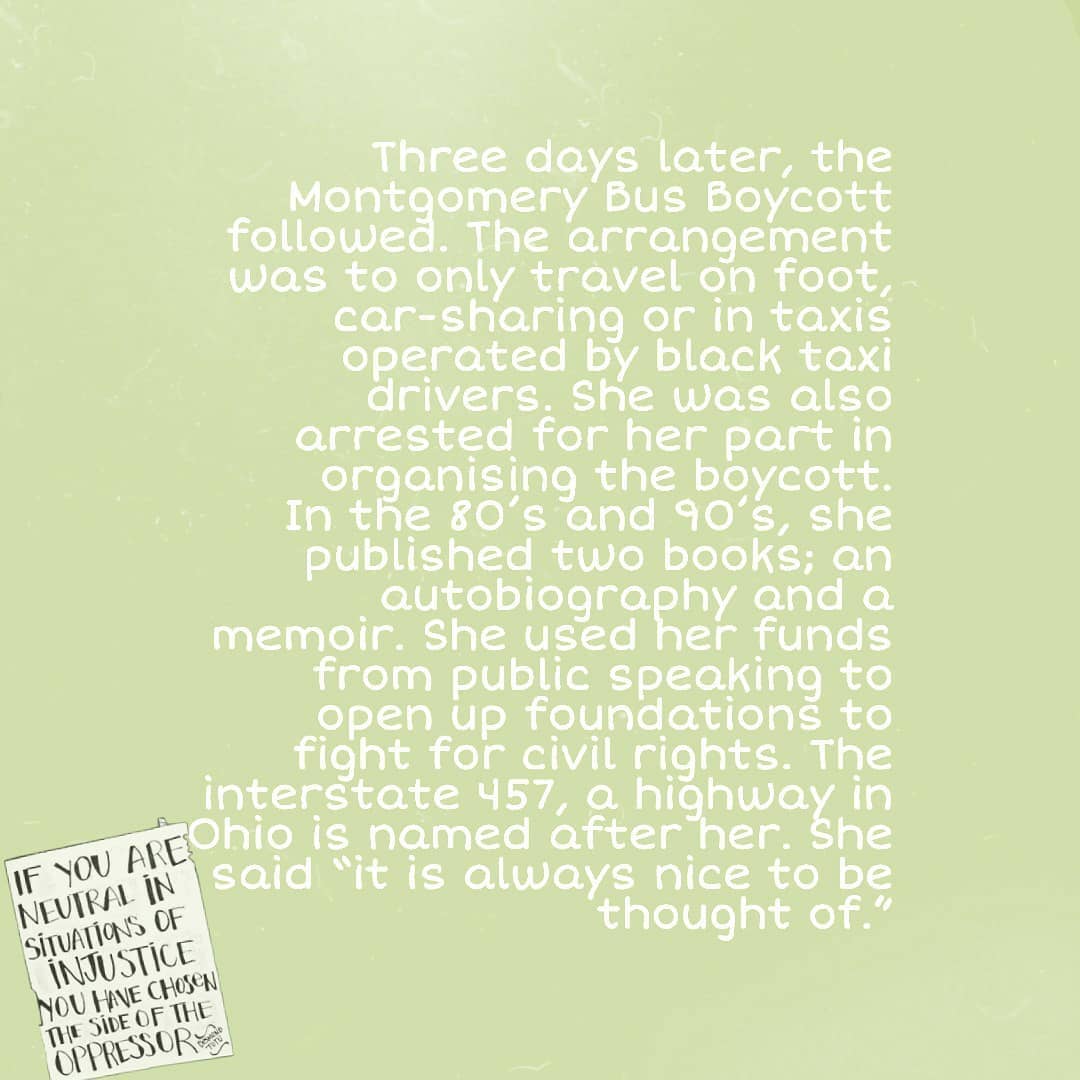 Three days later, the
Montgomery Bus Boycott
followed. The arrangement
was to only travel on foot,
car-sharing or in taxis
operated by black taxi
drivers. She was also
arrested for her part in
organising the boycott.
In the 80's and 90's, she
published two books; an
autobiography and a
memoir. She used her funds
from public speaking to
open up foundations to
fight for civil rights. The
interstate 457, a highway in
Ohio is named after her. She
said "it is always nice to be
thought of."
IF YOU ARE
NEUTRAL IN
SITUATIONS OF
INJUSTICE
YOU HAVE CHOSEN
THE SIDE OF THE
OPPRESSOR
DESMOND
TUTU